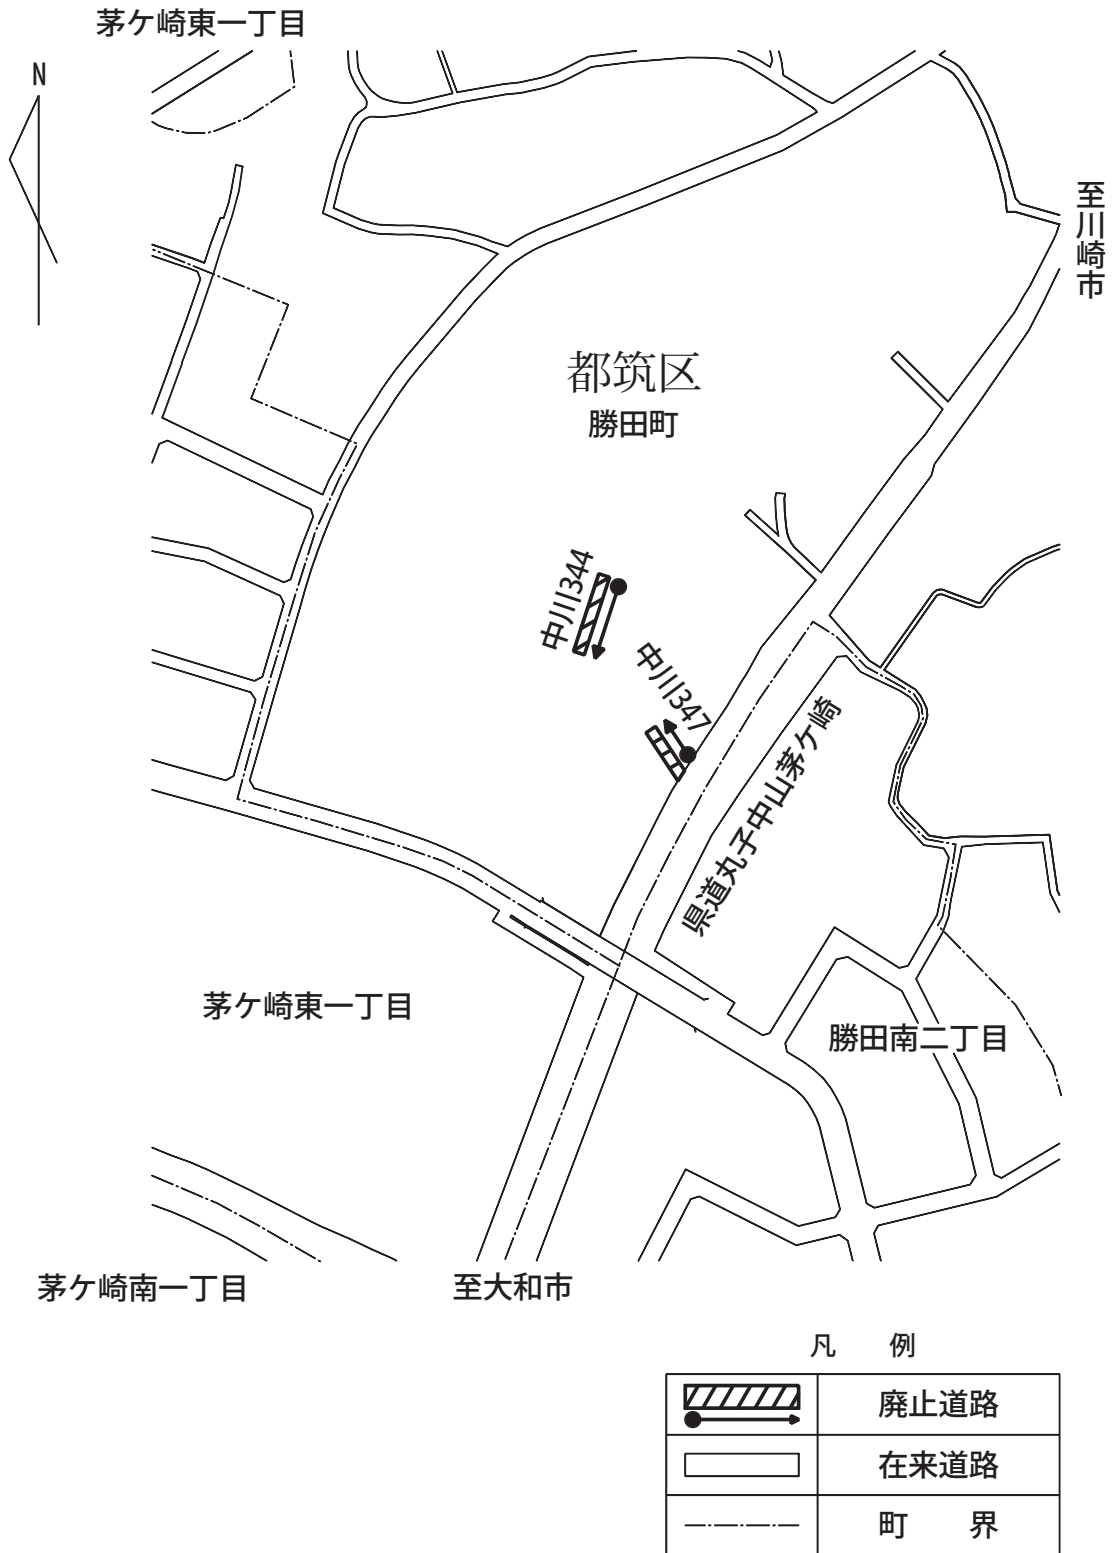 茅ケ崎東一丁目
N
至川崎市
都筑区
勝田町
中川344
中川347
県道丸子中山茅ケ崎
茅ケ崎東一丁目
勝田南二丁目
茅ケ崎南一丁目
至大和市
凡　例
廃止道路
在来道路
町　界